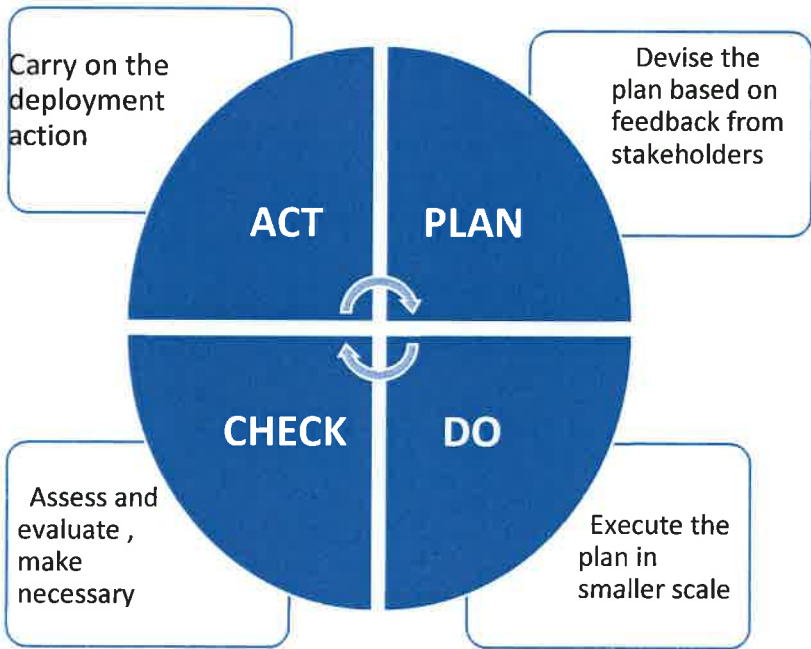 Carry on the
deployment
action
Devise the
plan based on
feedback from
stakeholders
ACT
PLAN
CHECK
DO
Assess and
evaluate ,
make
necessary
Execute the
plan in
smaller scale